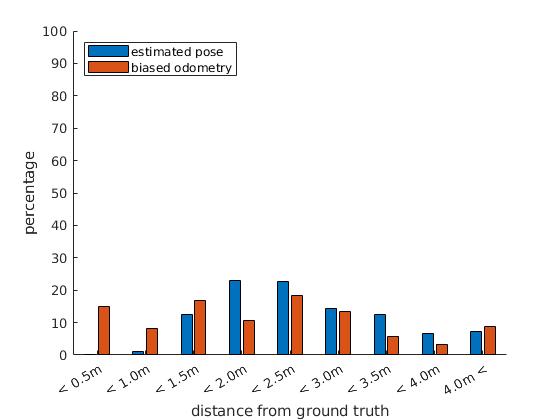 100
90
80
70
60
50
40
30
20
10
0
percentage
estimated pose
biased odometry
< 0.5m
< 1.0m
< 1.5m
< 2.0m
< 2.5m
< 3.0m
< 3.5m
< 4.0m
4.0m <
distance from ground truth